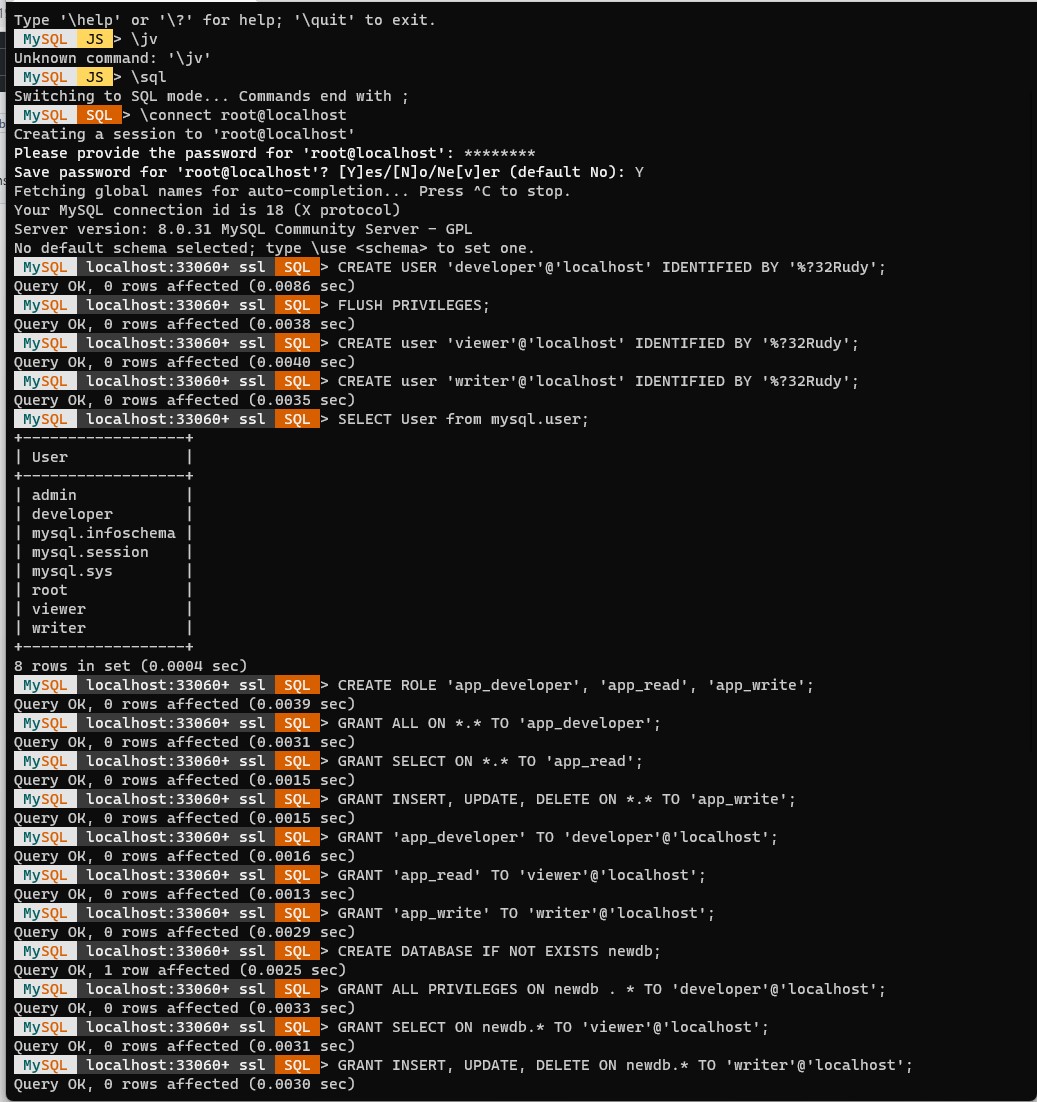 Type '\help' or '\?' for help; '\quit' to exit.
MySQL JS > \jv
Unknown command: '\jv'
MySQL JS > \sql
Switching to SQL mode... Commands end with ;
MySQL SQL > \connect root@localhost
Creating a session to 'root@localhost'
Please provide the password for 'root@localhost': ********
Save password for 'root@localhost'? [Y]es/[N]o/Ne[v]er (default No): Y
Fetching global names for auto-completion... Press ^C to stop.
Your MySQL connection id is 18 (X protocol)
Server version: 8.0.31 MySQL Community Server - GPL
No default schema selected; type \use <schema> to set one.
MySQL localhost:33060+ ssl SQL > CREATE USER 'developer'@'localhost' IDENTIFIED BY '%?32Rudy';
Query OK, 0 rows affected (0.0086 sec)
MySQL localhost:33060+ ssl SQL > FLUSH PRIVILEGES;
Query OK, 0 rows affected (0.0038 sec)
MySQL localhost:33060+ ssl SQL > CREATE user 'viewer'@'localhost' IDENTIFIED BY '%?32Rudy';
Query OK, 0 rows affected (0.0040 sec)
MySQL localhost:33060+ ssl SQL > CREATE user 'writer'@'localhost' IDENTIFIED BY '%?32Rudy';
Query OK, 0 rows affected (0.0035 sec)
MySQL localhost:33060+ ssl SQL > SELECT User from mysql.user;
+------------------+
| User             |
+------------------+
| admin            |
| developer        |
| mysql.infoschema |
| mysql.session    |
| mysql.sys        |
| root             |
| viewer           |
| writer           |
+------------------+
8 rows in set (0.0004 sec)
MySQL localhost:33060+ ssl SQL > CREATE ROLE 'app_developer', 'app_read', 'app_write';
Query OK, 0 rows affected (0.0039 sec)
MySQL localhost:33060+ ssl SQL > GRANT ALL ON *.* TO 'app_developer';
Query OK, 0 rows affected (0.0031 sec)
MySQL localhost:33060+ ssl SQL > GRANT SELECT ON *.* TO 'app_read';
Query OK, 0 rows affected (0.0015 sec)
MySQL localhost:33060+ ssl SQL > GRANT INSERT, UPDATE, DELETE ON *.* TO 'app_write';
Query OK, 0 rows affected (0.0015 sec)
MySQL localhost:33060+ ssl SQL > GRANT 'app_developer' TO 'developer'@'localhost';
Query OK, 0 rows affected (0.0016 sec)
MySQL localhost:33060+ ssl SQL > GRANT 'app_read' TO 'viewer'@'localhost';
Query OK, 0 rows affected (0.0013 sec)
MySQL localhost:33060+ ssl SQL > GRANT 'app_write' TO 'writer'@'localhost';
Query OK, 0 rows affected (0.0029 sec)
MySQL localhost:33060+ ssl SQL > CREATE DATABASE IF NOT EXISTS newdb;
Query OK, 1 row affected (0.0025 sec)
MySQL localhost:33060+ ssl SQL > GRANT ALL PRIVILEGES ON newdb . * TO 'developer'@'localhost';
Query OK, 0 rows affected (0.0033 sec)
MySQL localhost:33060+ ssl SQL > GRANT SELECT ON newdb.* TO 'viewer'@'localhost';
Query OK, 0 rows affected (0.0031 sec)
MySQL localhost:33060+ ssl SQL > GRANT INSERT, UPDATE, DELETE ON newdb.* TO 'writer'@'localhost';
Query OK, 0 rows affected (0.0030 sec)